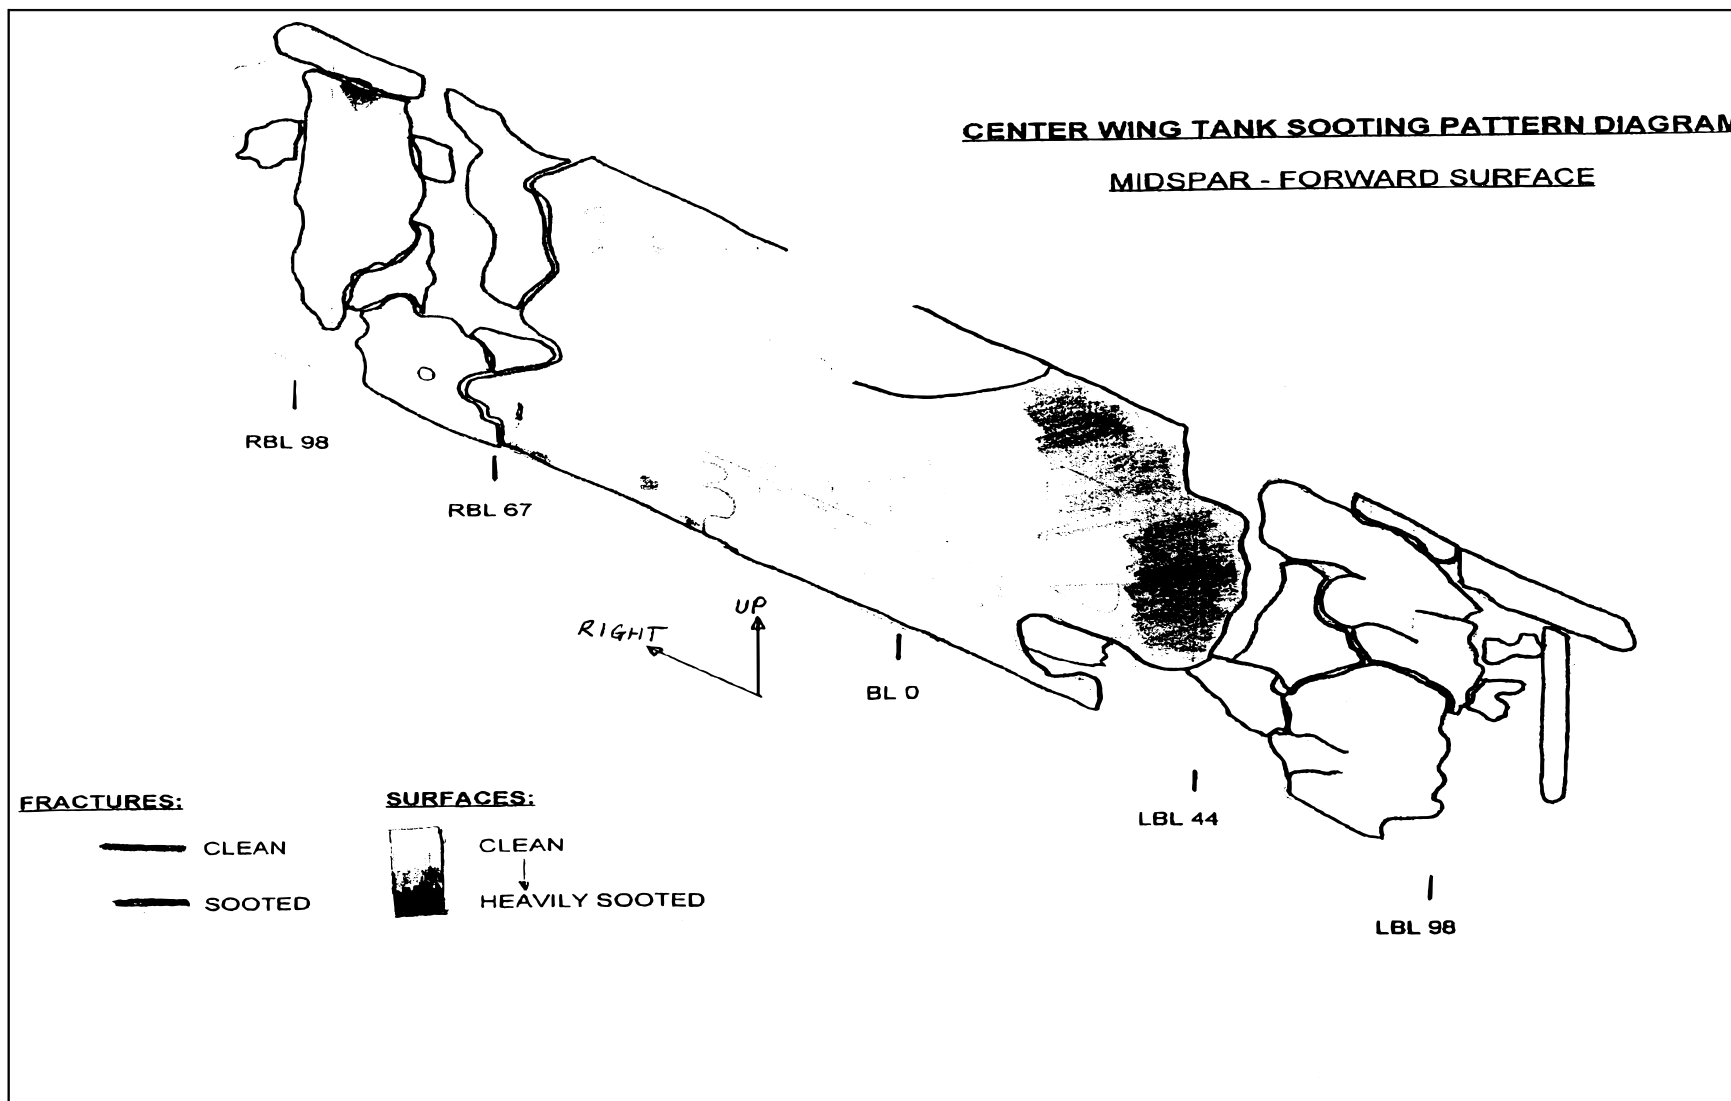 CENTER WING TANK SOOTING PATTERN DIAGRAM
MIDSPAR - FORWARD SURFACE
RBL 98
RBL 67
RIGHT
UP
BL 0
LBL 44
LBL 98
FRACTURES:
CLEAN
SOOTED
SURFACES:
CLEAN
HEAVILY SOOTED